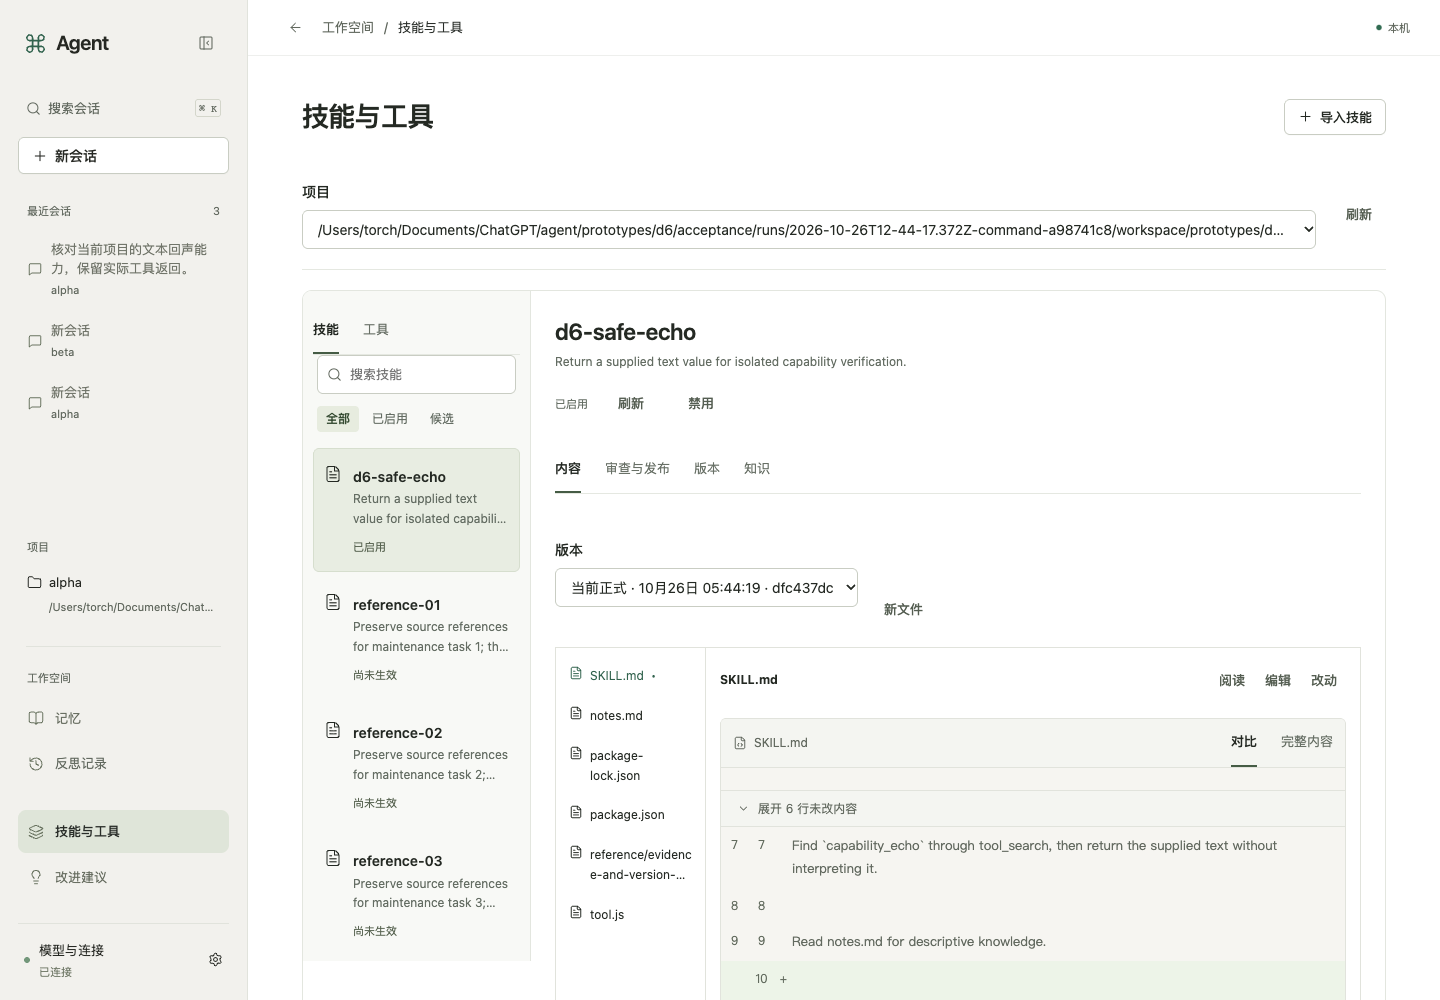 Agent
搜索会话
⌘ K
新会话
最近会话 3
核对当前项目的文本回声能
力，保留实际工具返回。
alpha
新会话
beta
新会话
alpha
项目
alpha
/Users/torch/Documents/Chat...
工作空间
记忆
反思记录
技能与工具
改进建议
模型与连接
已连接
工作空间 / 技能与工具
本机
技能与工具
导入技能
项目
/Users/torch/Documents/ChatGPT/agent/prototypes/d6/acceptance/runs/2026-10-26T12-44-17.372Z-command-a98741c8/workspace/prototypes/d...
刷新
技能 工具
搜索技能
全部 已启用 候选
d6-safe-echo
Return a supplied text
value for isolated capabili...
已启用
reference-01
Preserve source references
for maintenance task 1; th...
尚未生效
reference-02
Preserve source references
for maintenance task 2;...
尚未生效
reference-03
Preserve source references
for maintenance task 3;...
尚未生效
d6-safe-echo
Return a supplied text value for isolated capability verification.
已启用 刷新 禁用
内容 审查与发布 版本 知识
版本
当前正式 · 10月26日 05:44:19 · dfc437dc
新文件
SKILL.md •
notes.md
package-
lock.json
package.json
reference/evidenc
e-and-version-...
tool.js
SKILL.md
阅读 编辑 改动
SKILL.md
对比 完整内容
展开 6 行未改内容
7 7 Find `capability_echo` through tool_search, then return the supplied text without
interpreting it.
8 8
9 9 Read notes.md for descriptive knowledge.
10 +